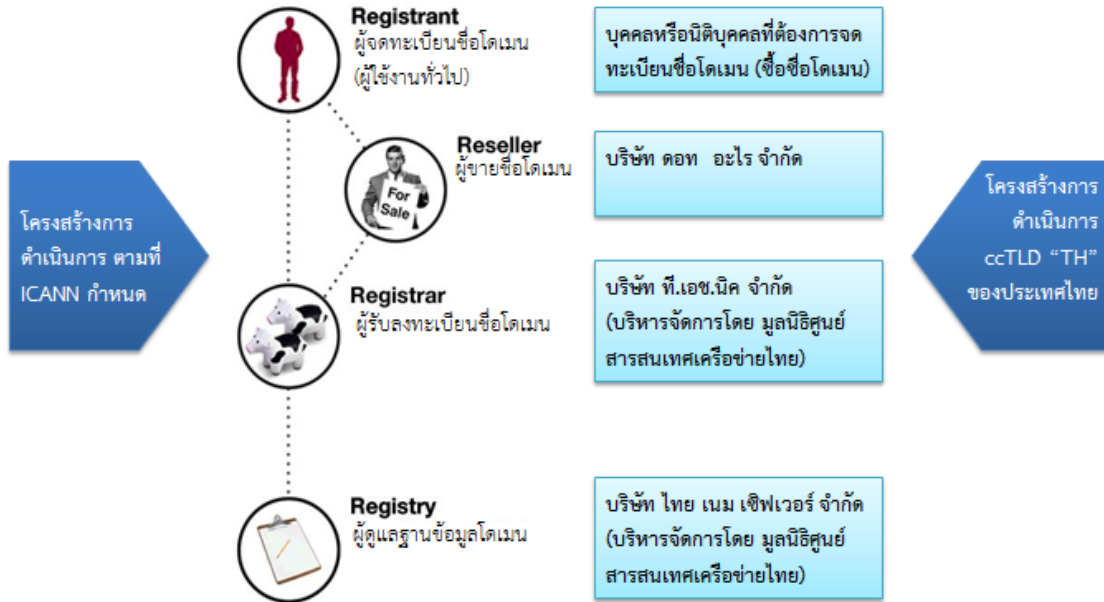 Registrant
ผู้จดทะเบียนชื่อโดเมน
(ผู้ใช้งานทั่วไป)
บุคคลหรือนิติบุคคลที่ต้องการจด
ทะเบียนชื่อโดเมน (ซื้อชื่อโดเมน)
Reseller
ผู้ขายชื่อโดเมน
For
Sale
บริษัท ดอท อะไร จำกัด
โครงสร้างการ
ดำเนินการ ตามที่
ICANN กำหนด
โครงสร้างการ
ดำเนินการ
ccTLD “TH”
ของประเทศไทย
Registrar
ผู้รับลงทะเบียนชื่อโดเมน
บริษัท ที.เอช.นิค จำกัด
(บริหารจัดการโดย มูลนิธิศูนย์
สารสนเทศเครือข่ายไทย)
Registry
ผู้ดูแลฐานข้อมูลโดเมน
บริษัท ไทย เนม เซิฟเวอร์ จำกัด
(บริหารจัดการโดย มูลนิธิศูนย์
สารสนเทศเครือข่ายไทย)